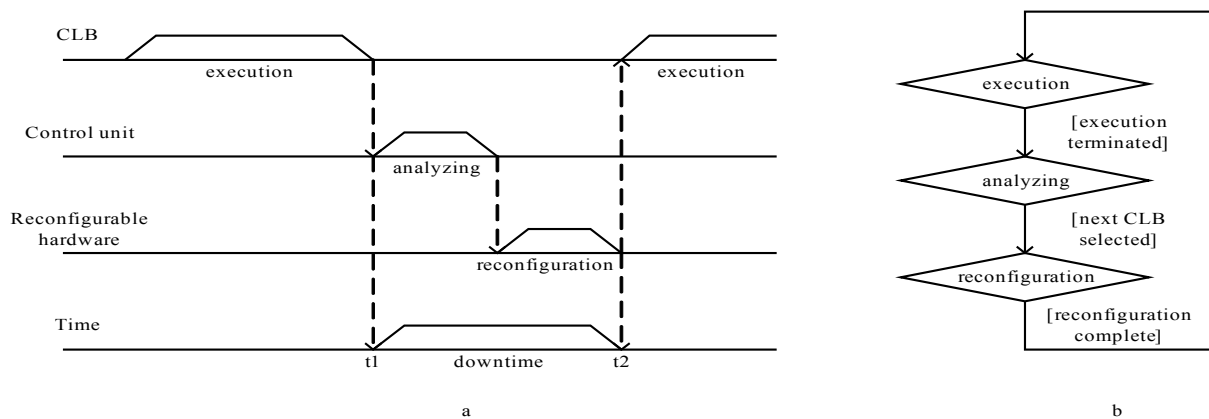 CLB
execution
execution
Control unit
analyzing
Reconfigurable
hardware
reconfiguration
Time
t1
downtime
t2
a
execution
[execution
terminated]
analyzing
[next CLB
selected]
reconfiguration
[reconfiguration
complete]
b